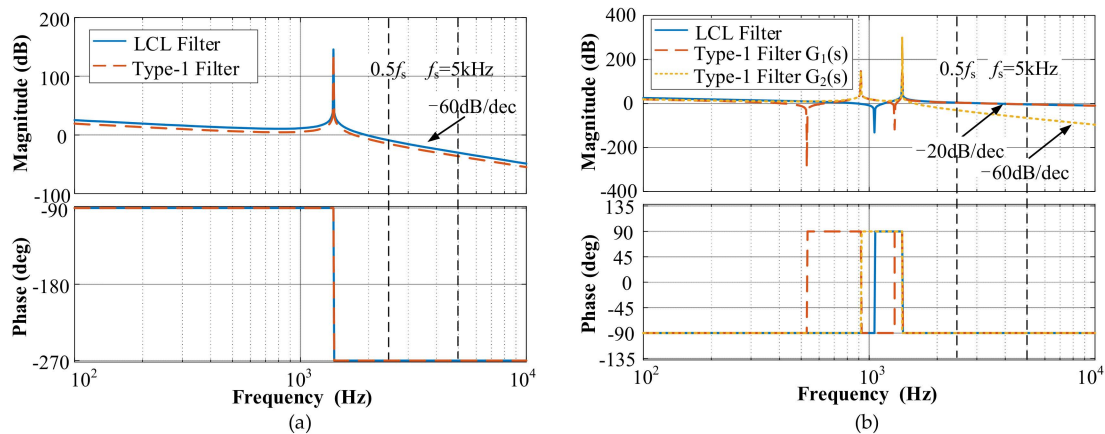 200
100
0
-100
Magnitude (dB)
LCL Filter
Type-1 Filter
0.5fs fs=5kHz
−60dB/dec
-90
-180
-270
Phase (deg)
10^2
10^3
10^4
Frequency (Hz)
(a)
400
200
0
-200
-400
Magnitude (dB)
LCL Filter
Type-1 Filter G1(s)
Type-1 Filter G2(s)
0.5fs fs=5kHz
−20dB/dec
−60dB/dec
135
90
45
0
-45
-90
-135
Phase (deg)
10^2
10^3
10^4
Frequency (Hz)
(b)